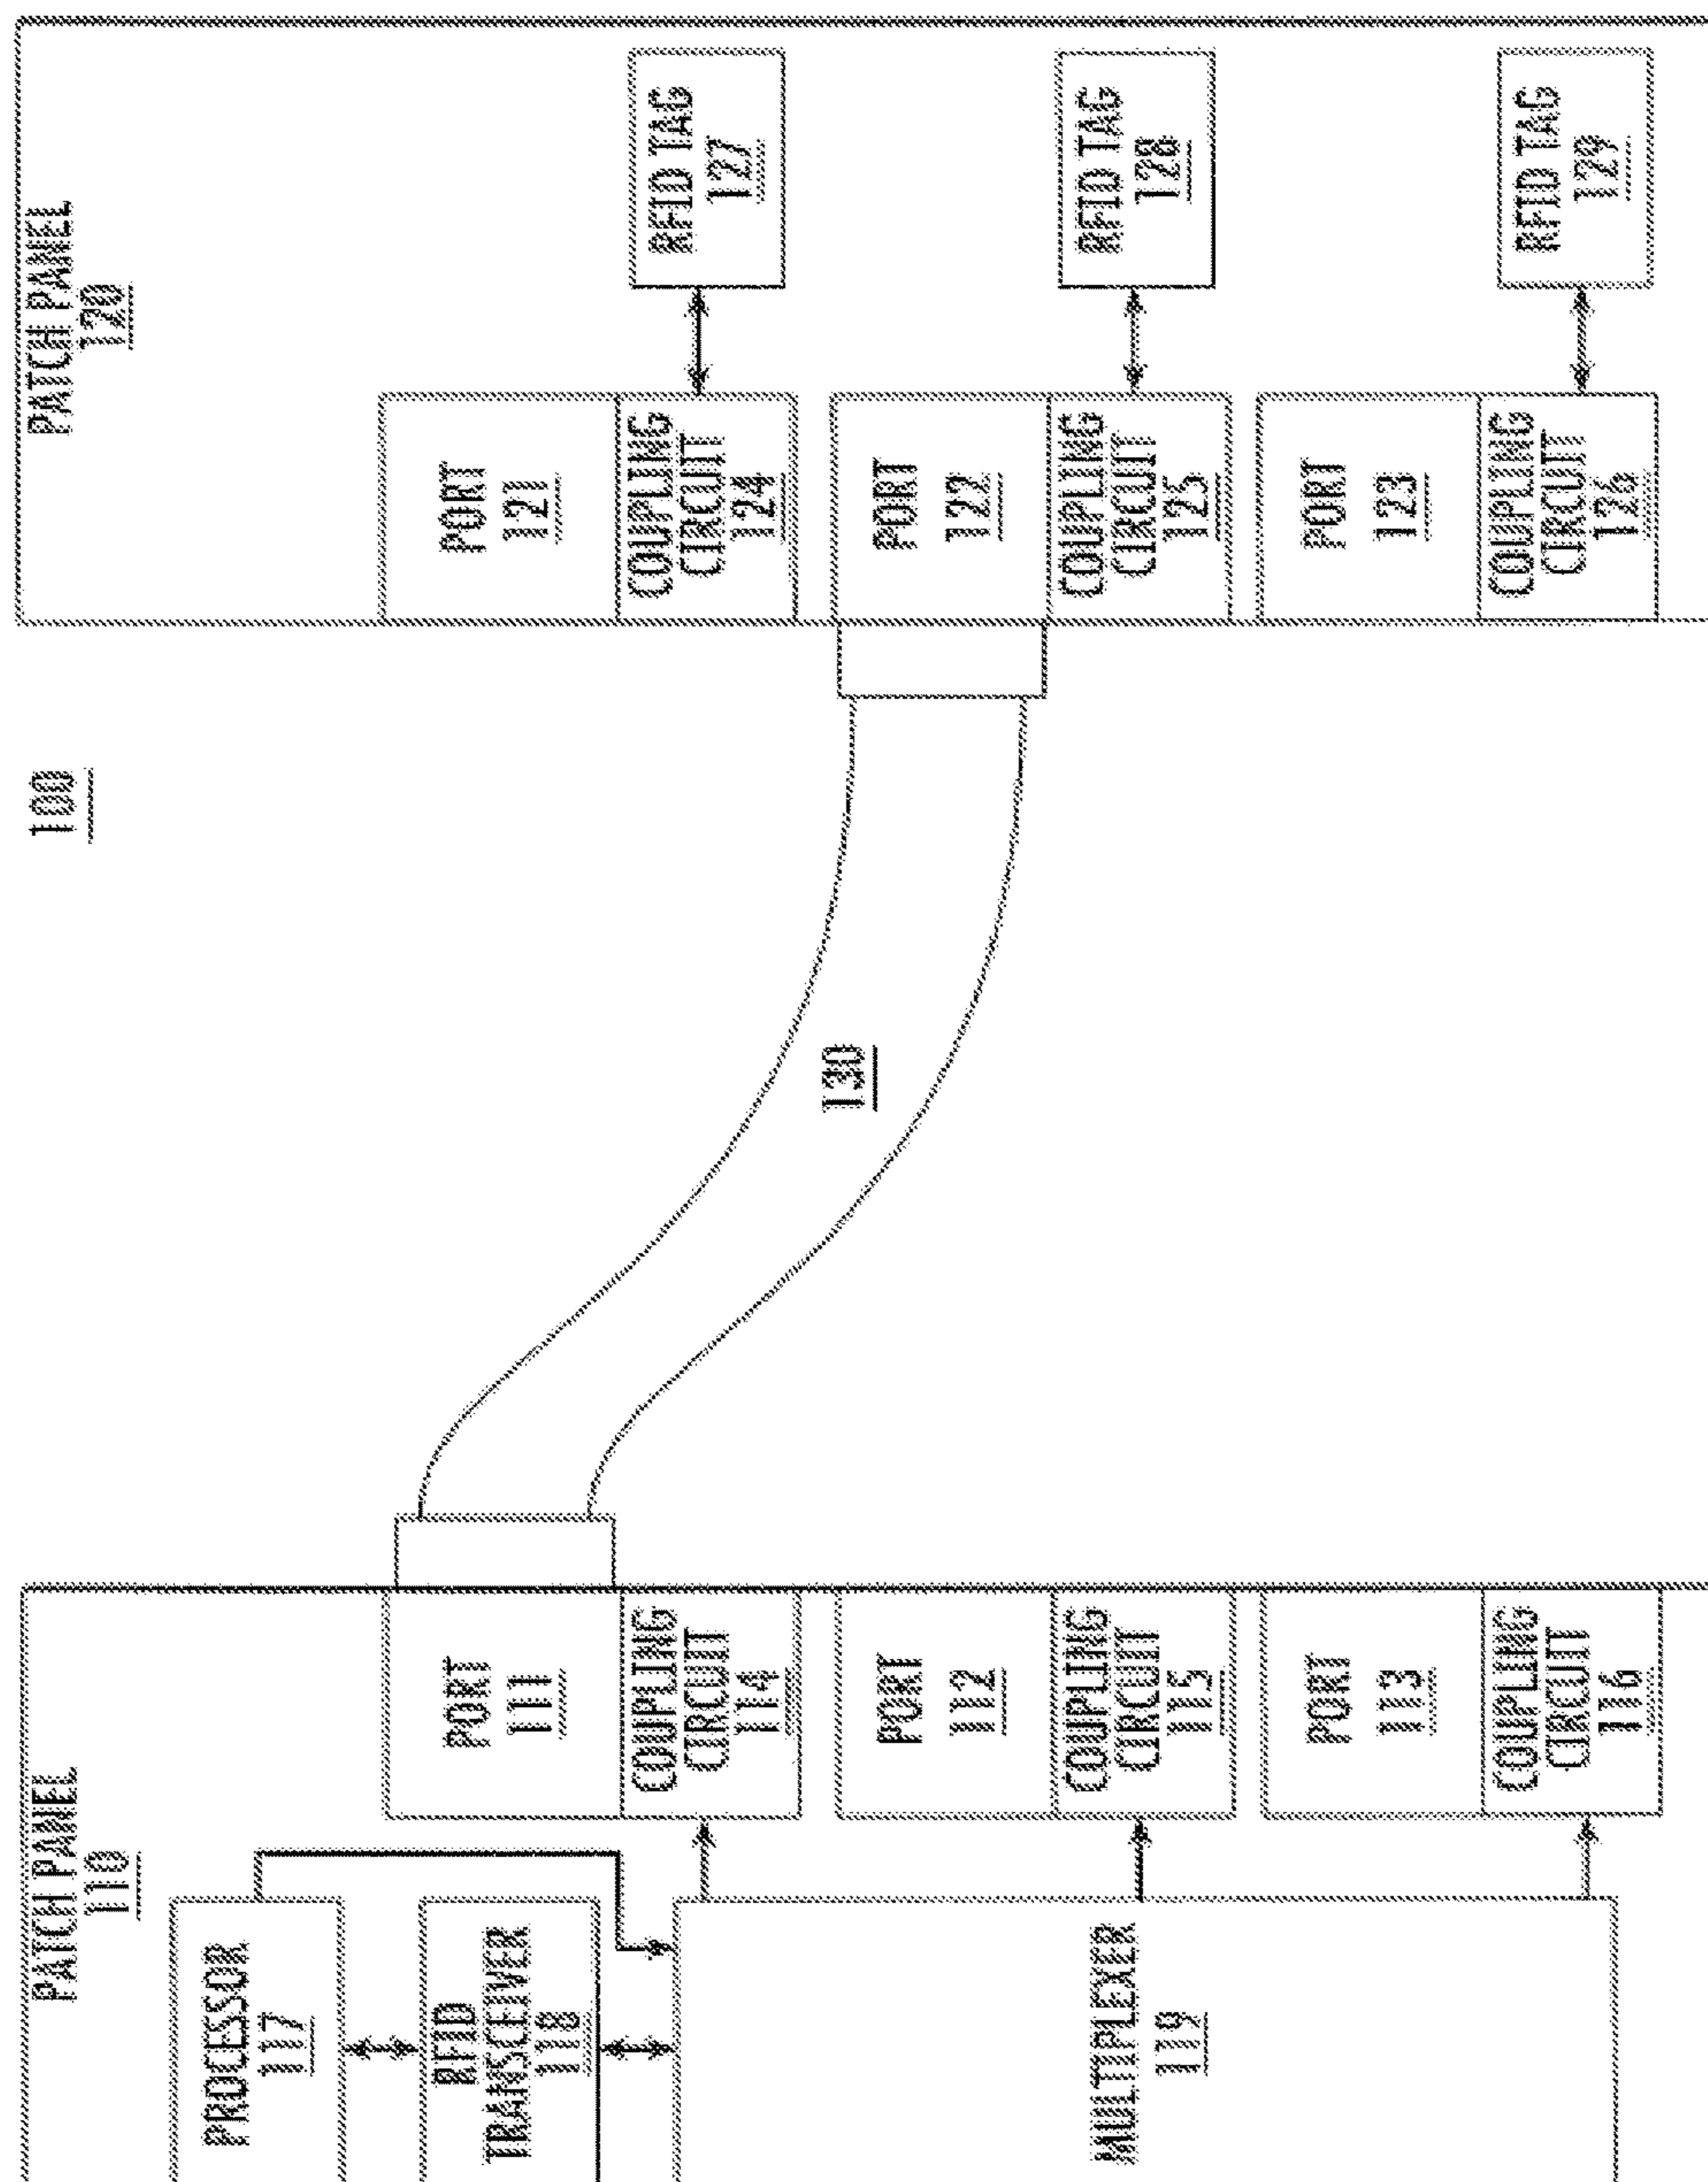 100
PATCH PANEL
110
PROCESSOR
117
RFID
TRANSCEIVER
118
MULTIPLEXER
119
PORT
111
COUPLING
CIRCUIT
114
PORT
112
COUPLING
CIRCUIT
115
PORT
113
COUPLING
CIRCUIT
116
130
PATCH PANEL
120
PORT
121
COUPLING
CIRCUIT
124
RFID TAG
127
PORT
122
COUPLING
CIRCUIT
125
RFID TAG
128
PORT
123
COUPLING
CIRCUIT
126
RFID TAG
129